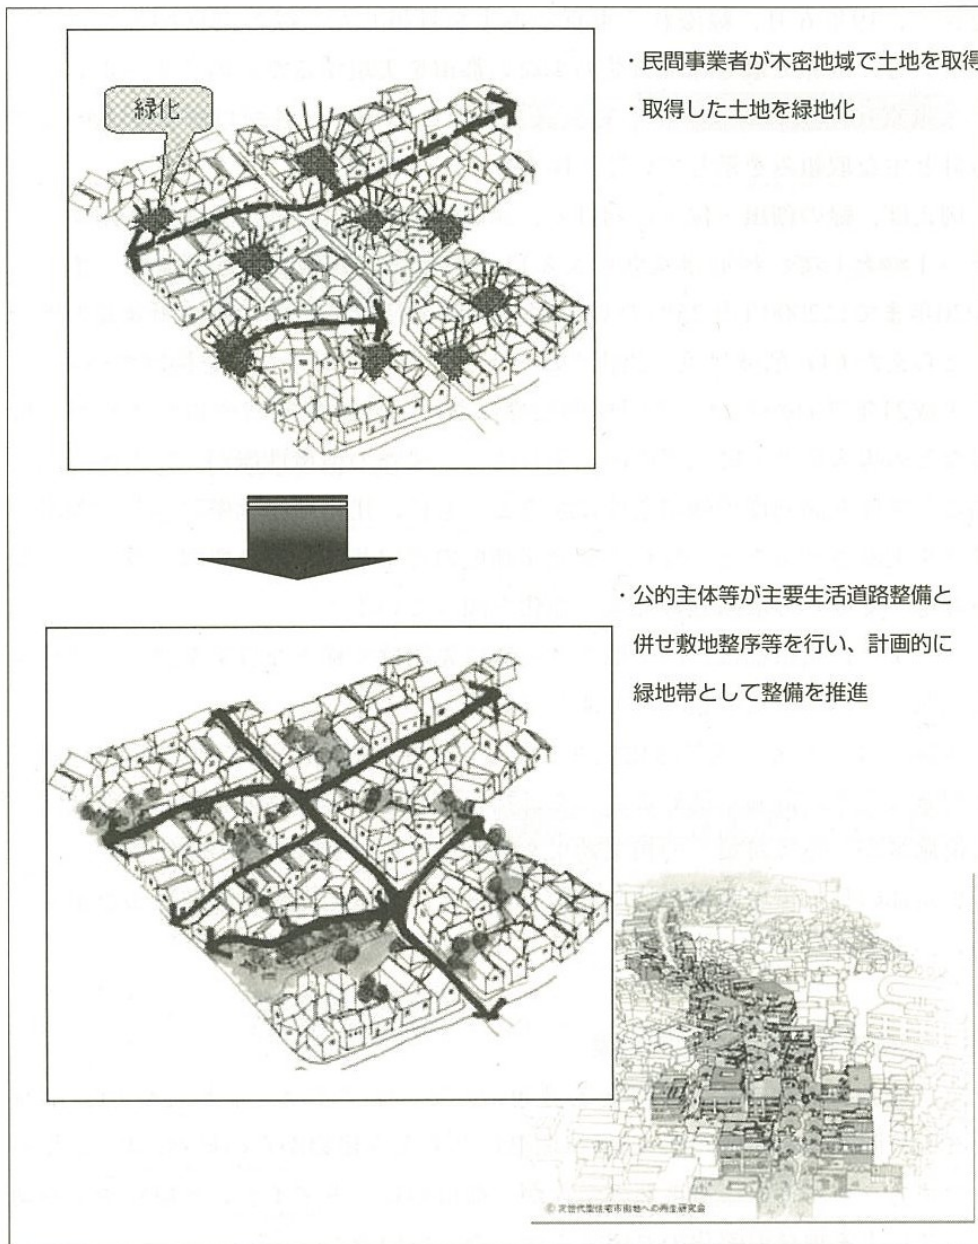 ・民間事業者が木密地域で土地を取得
・取得した土地を緑地化
緑化
・公的主体等が主要生活道路整備と
併せ敷地整序等を行い、計画的に
緑地帯として整備を推進
© 次世代型住宅市街地への再生研究会